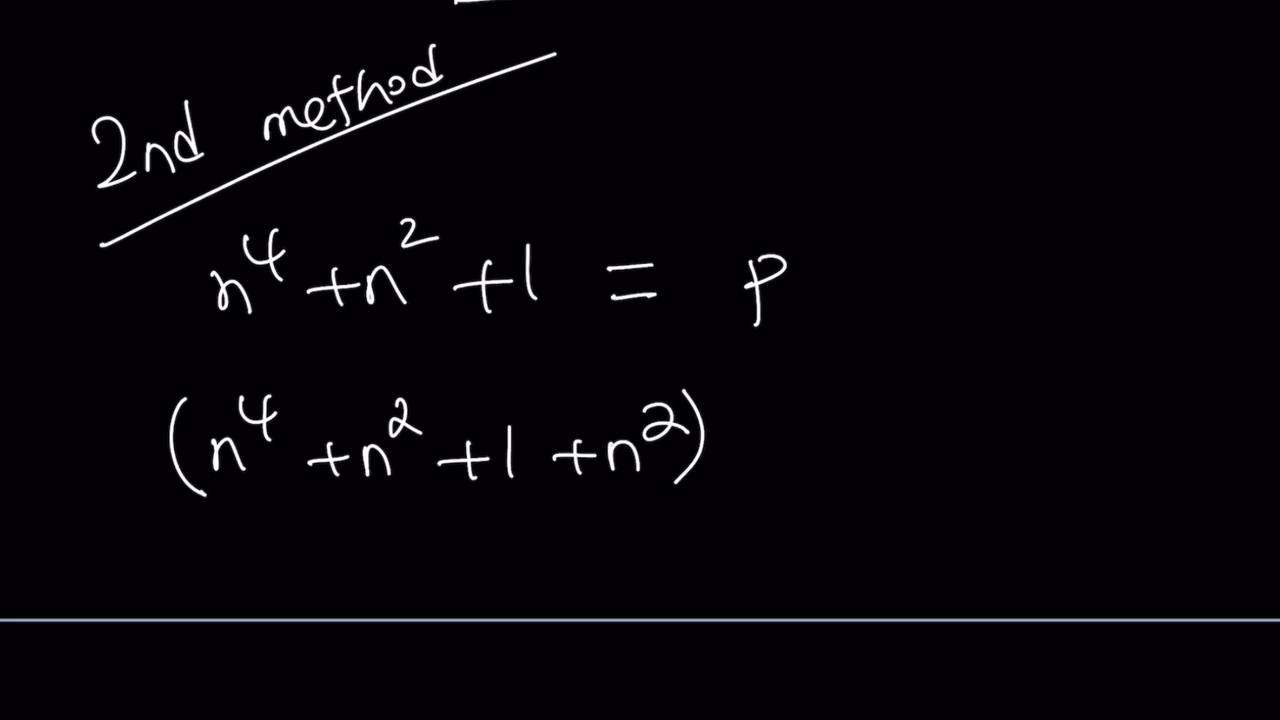 2nd method
n⁴ + n² + 1 = p
(n⁴ + n² + 1 + n²)